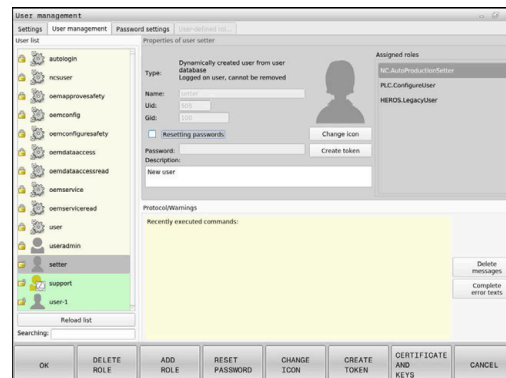 User management
Settings
User management
Password settings
User list
Properties of user setter
autologin
ncsuser
oemapprovesafety
oemconfig
oemconfiguresafety
oemdataaccess
oemdataaccessread
oemservice
oemserviceread
user
useradmin
setter
support
user-1
Reload list
Searching:
Type:
Dynamically created user from user
database
Logged on user, cannot be removed
Name:
setter
Uid:
505
Gid:
100
Resetting passwords
Change icon
Password:
Create token
Description:
New user
Assigned roles
NC.AutoProductionSetter
PLC.ConfigureUser
HEROS.LegacyUser
Protocol/Warnings
Recently executed commands:
Delete
messages
Complete
error texts
OK
DELETE
ROLE
ADD
ROLE
RESET
PASSWORD
CHANGE
ICON
CREATE
TOKEN
CERTIFICATE
AND
KEYS
CANCEL